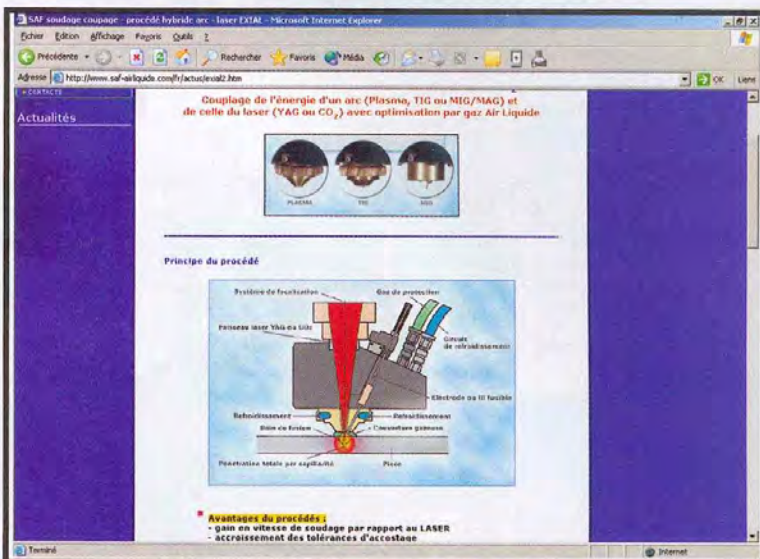 SAF soudage coupage - procédé hybride arc - laser EXIAL - Microsoft Internet Explorer
Fichier Edition Affichage Favoris Outils ?
Précédente Rechercher Favoris Média
Adresse http://www.saf-airliquide.com/fr/actus/exial2.htm OK Liens
CONTACTS
Actualités
Couplage de l'énergie d'un arc (Plasma, TIG ou MIG/MAG) et
de celle du laser (YAG ou CO2) avec optimisation par gaz Air Liquide
PLASMA TIG
Principe du procédé
Système de focalisation
Gaz de protection
Faisceau laser YAG ou CO2
Circuits
de refroidissement
Electrode ou fil fusible
Refroidissement Refroidissement
Bain de fusion Couverture gazeuse
Pénétration totale par capillarité Pièce
Avantages du procédés :
- gain en vitesse de soudage par rapport au LASER
- accroissement des tolérances d'accostage
Terminé Internet